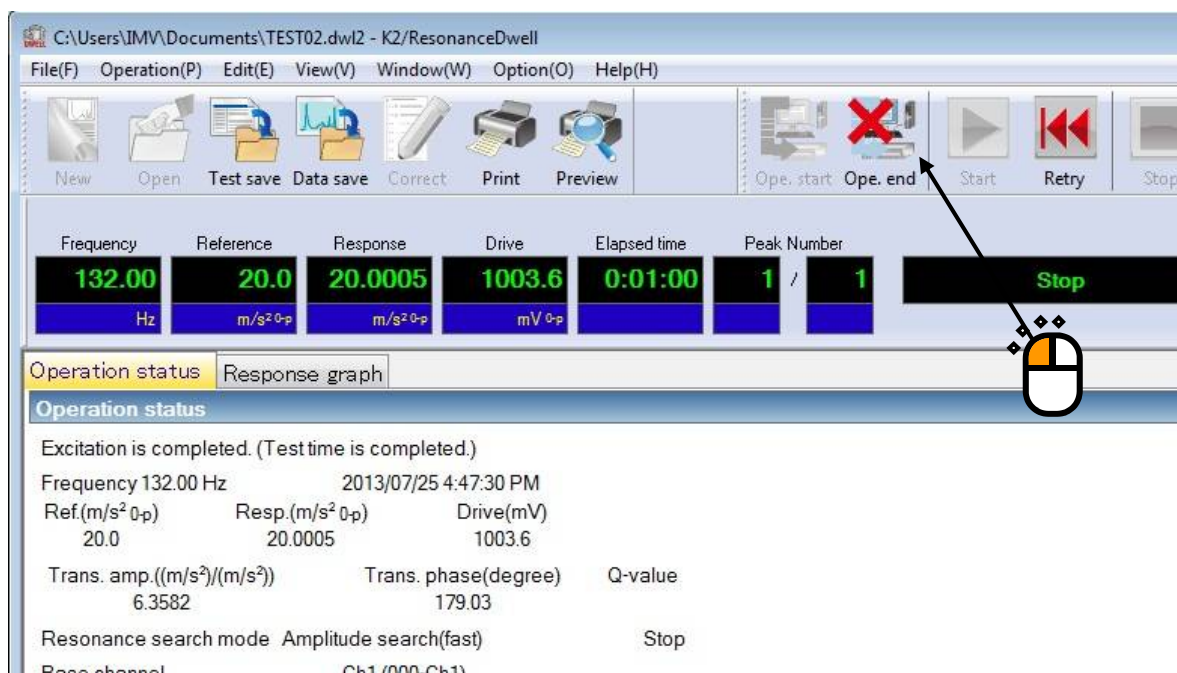 C:\Users\IMV\Documents\TEST02.dwl2 - K2/ResonanceDwell
File(F) Operation(P) Edit(E) View(V) Window(W) Option(O) Help(H)
New Open Test save Data save Correct Print Preview Ope. start Ope. end Start Retry Stop
Frequency Reference Response Drive Elapsed time Peak Number
132.00 20.0 20.0005 1003.6 0:01:00 1 / 1 Stop
Hz m/s² 0-p m/s² 0-p mV 0-p
Operation status Response graph
Operation status
Excitation is completed. (Test time is completed.)
Frequency 132.00 Hz 2013/07/25 4:47:30 PM
Ref.(m/s² 0-p) Resp.(m/s² 0-p) Drive(mV)
20.0 20.0005 1003.6
Trans. amp.((m/s²)/(m/s²)) Trans. phase(degree) Q-value
6.3582 179.03
Resonance search mode Amplitude search(fast) Stop
Base channel Ch1 (000-Ch1)